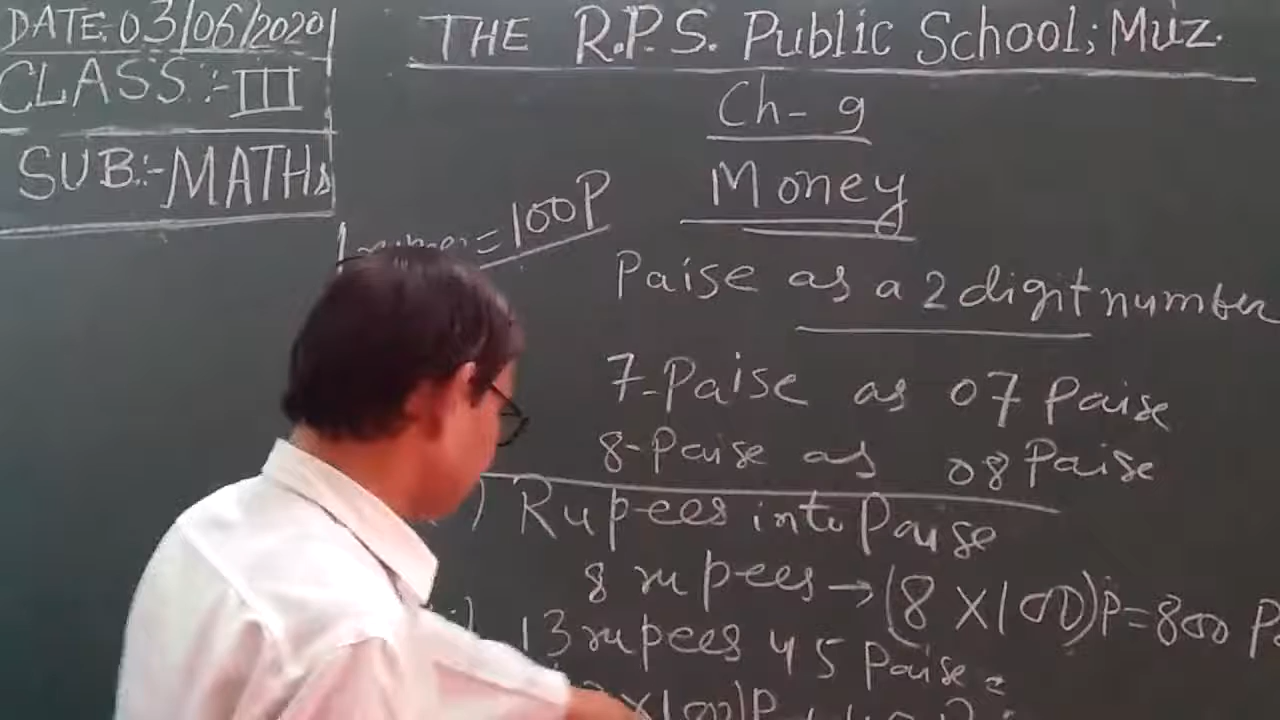 DATE:03/06/2020
CLASS:-III
SUB:-MATHs
THE R.P.S. Public School; Muz.
Ch-9
Money
= 100P
Paise as a 2 digit number
7-Paise as 07 Paise
8-Paise as 08 Paise
) Rupees into Paise
8 rupees → (8 X100)P=800 P
13 rupees 45 Paise =
X100)P